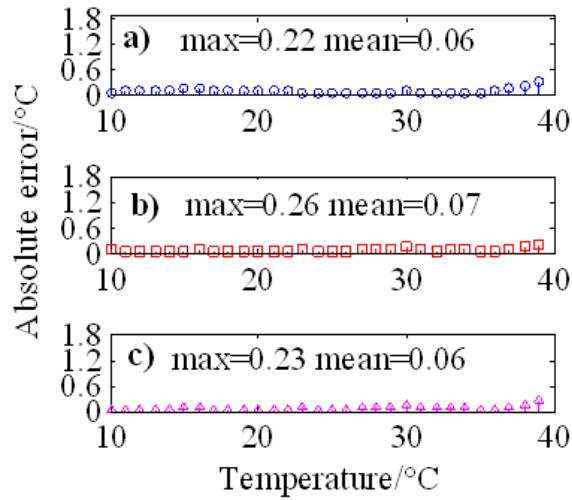 Absolute error/°C
1.8
a) max=0.22 mean=0.06
1.2
0.6
0
10 20 30 40
1.8
b) max=0.26 mean=0.07
1.2
0.6
0
10 20 30 40
1.8
c) max=0.23 mean=0.06
1.2
0.6
0
10 20 30 40
Temperature/°C